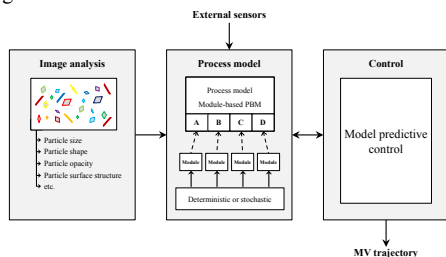 External sensors
Image analysis
Particle size
Particle shape
Particle opacity
Particle surface structure
etc.
Process model
Process model
Module-based PBM
A B C D
Module Module Module Module
Deterministic or stochastic
Control
Model predictive
control
MV trajectory